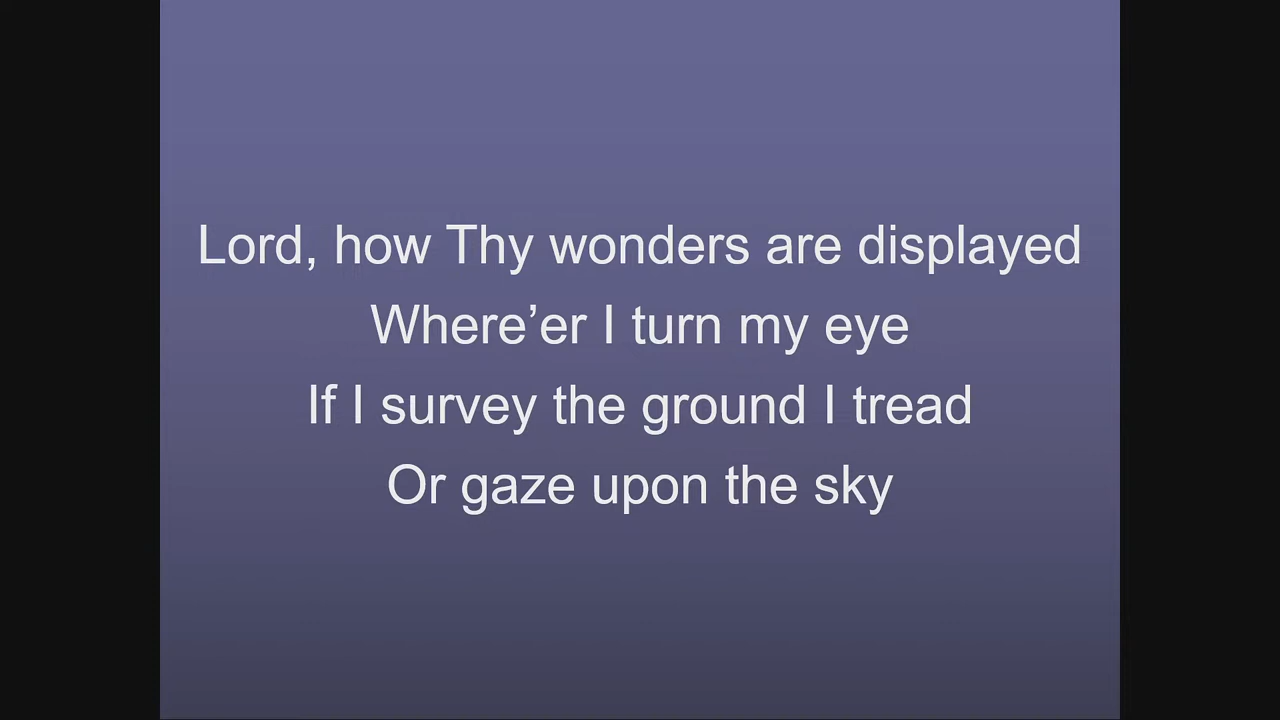 Lord, how Thy wonders are displayed
Where’er I turn my eye
If I survey the ground I tread
Or gaze upon the sky